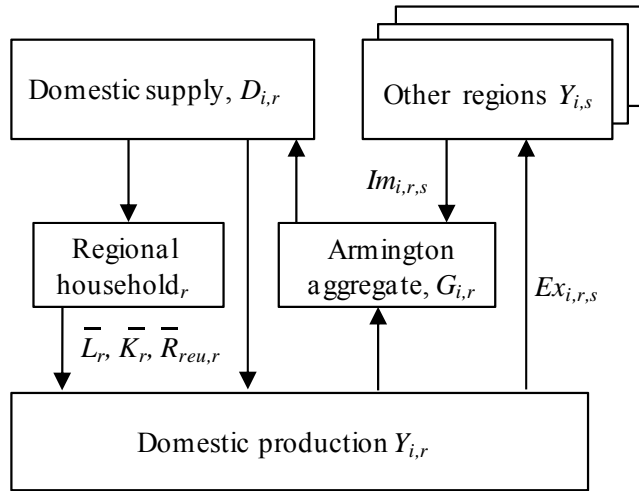 Domestic supply, D_{i,r}
Other regions Y_{i,s}
Im_{i,r,s}
Regional
household_r
Armington
aggregate, G_{i,r}
Ex_{i,r,s}
L̅_r, K̅_r, R̅_{reu,r}
Domestic production Y_{i,r}